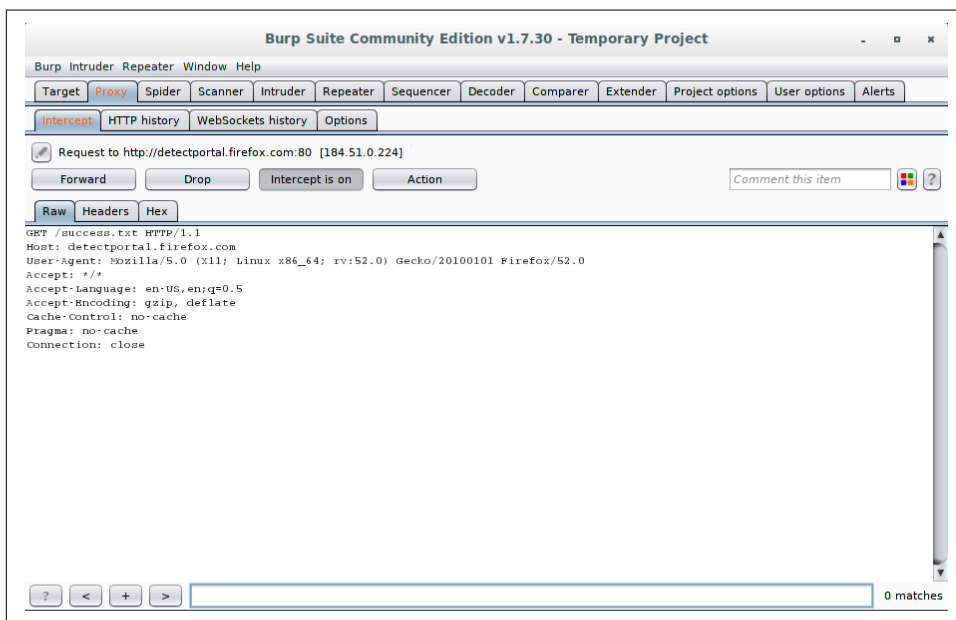 Burp Suite Community Edition v1.7.30 - Temporary Project
Burp Intruder Repeater Window Help
Target Proxy Spider Scanner Intruder Repeater Sequencer Decoder Comparer Extender Project options User options Alerts
Intercept HTTP history WebSockets history Options
Request to http://detectportal.firefox.com:80 [184.51.0.224]
Forward Drop Intercept is on Action Comment this item ?
Raw Headers Hex
GET /success.txt HTTP/1.1
Host: detectportal.firefox.com
User-Agent: Mozilla/5.0 (X11; Linux x86_64; rv:52.0) Gecko/20100101 Firefox/52.0
Accept: */*
Accept-Language: en-US,en;q=0.5
Accept-Encoding: gzip, deflate
Cache-Control: no-cache
Pragma: no-cache
Connection: close
? < + > 0 matches